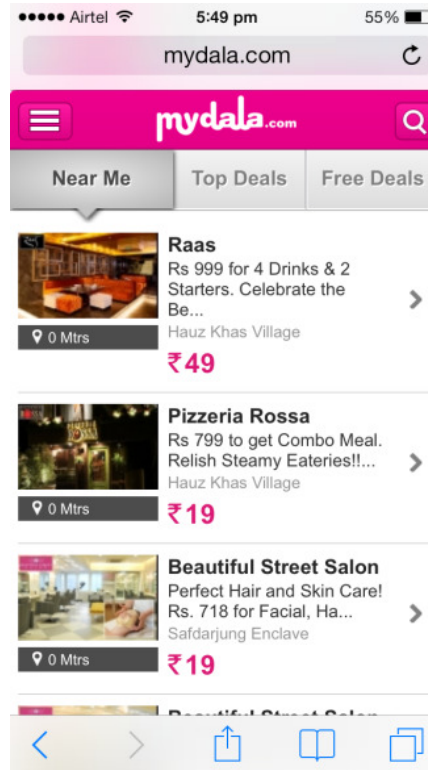 Airtel
5:49 pm
55%
mydala.com
mydala.com
Near Me
Top Deals
Free Deals
Raas
Rs 999 for 4 Drinks & 2
Starters. Celebrate the
Be...
Hauz Khas Village
0 Mtrs
₹49
Pizzeria Rossa
Rs 799 to get Combo Meal.
Relish Steamy Eateries!!...
Hauz Khas Village
0 Mtrs
₹19
Beautiful Street Salon
Perfect Hair and Skin Care!
Rs. 718 for Facial, Ha...
Safdarjung Enclave
0 Mtrs
₹19
Beautiful Street Salon